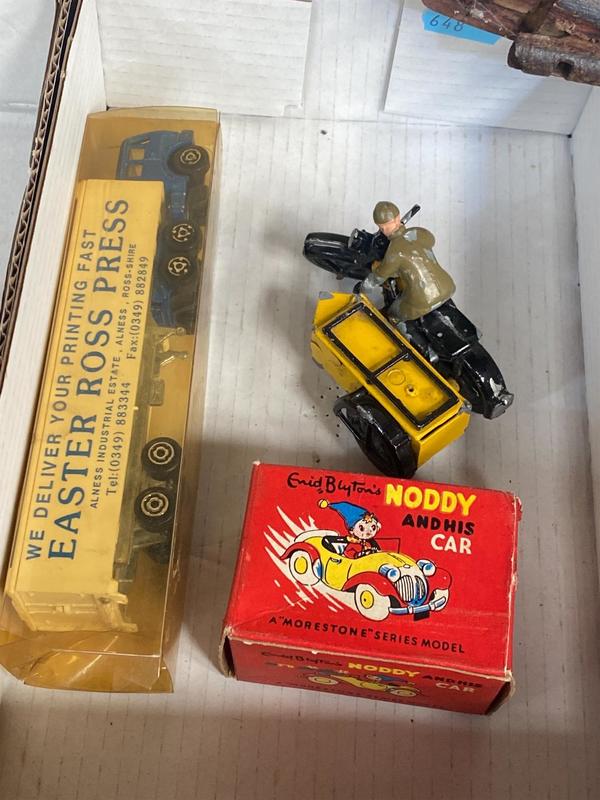 648
WE DELIVER YOUR PRINTING FAST
EASTER ROSS PRESS
ALNESS INDUSTRIAL ESTATE, ALNESS, ROSS-SHIRE
Tel:(0349) 883344 Fax:(0349) 882849
Enid Blyton's NODDY
AND HIS
CAR
A "MORESTONE" SERIES MODEL
Enid Blyton's NODDY AND HIS
CAR